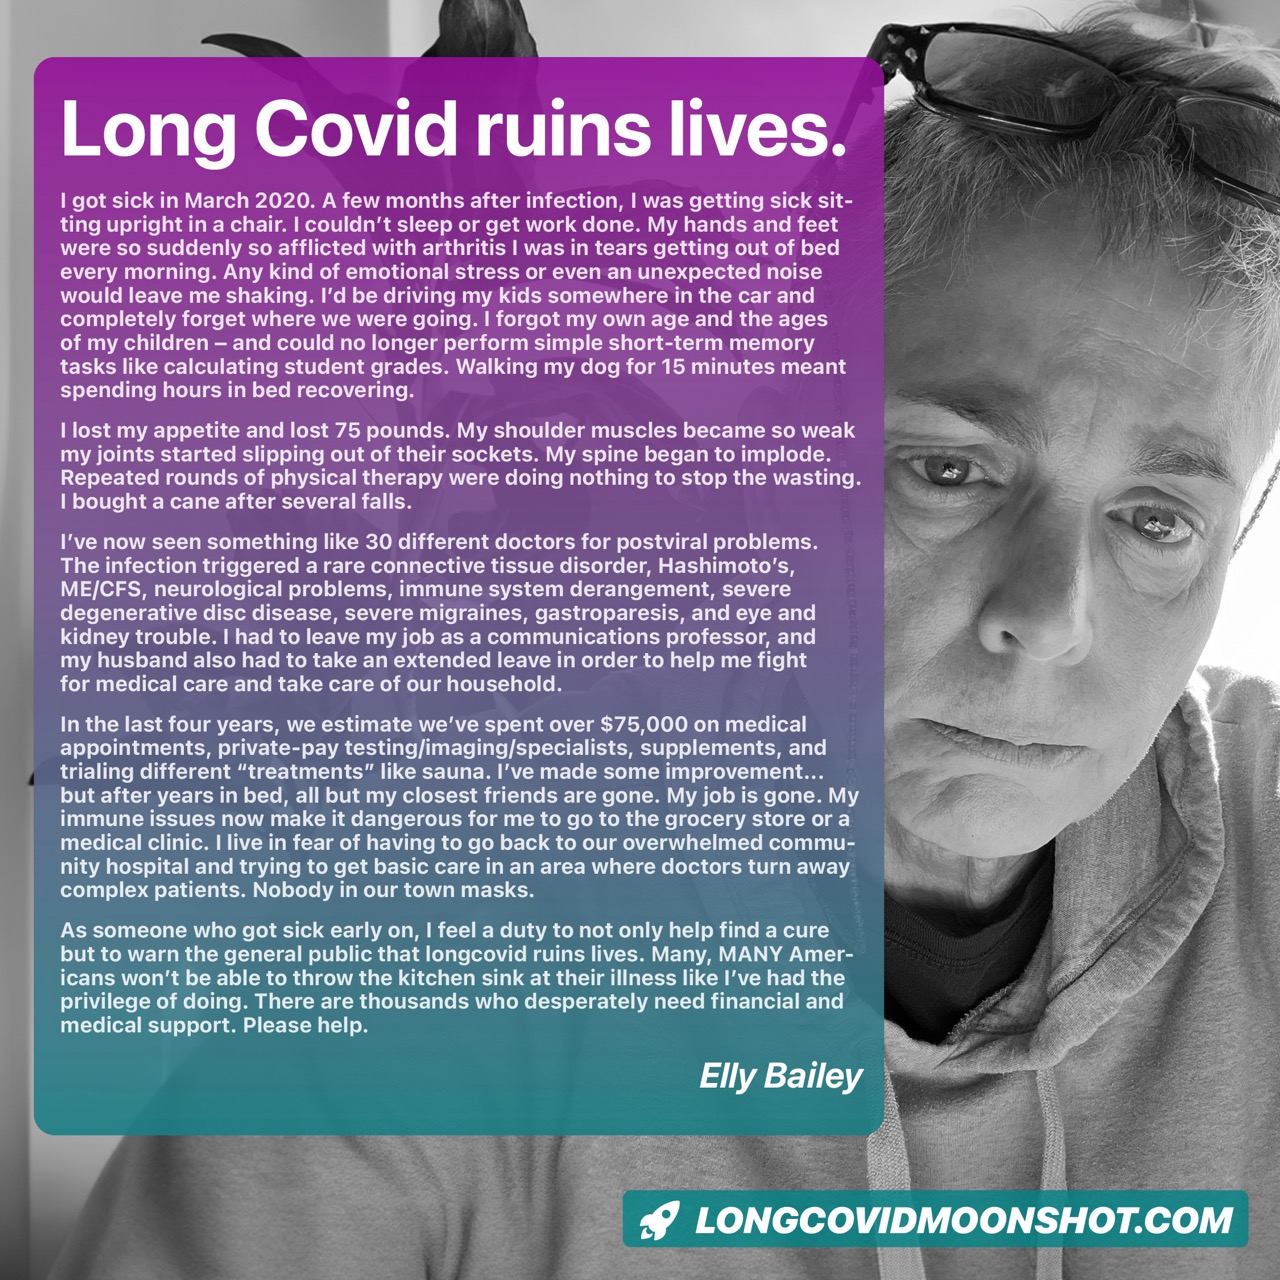 Long Covid ruins lives.
I got sick in March 2020. A few months after infection, I was getting sick sit-
ting upright in a chair. I couldn’t sleep or get work done. My hands and feet
were so suddenly so afflicted with arthritis I was in tears getting out of bed
every morning. Any kind of emotional stress or even an unexpected noise
would leave me shaking. I’d be driving my kids somewhere in the car and
completely forget where we were going. I forgot my own age and the ages
of my children – and could no longer perform simple short-term memory
tasks like calculating student grades. Walking my dog for 15 minutes meant
spending hours in bed recovering.
I lost my appetite and lost 75 pounds. My shoulder muscles became so weak
my joints started slipping out of their sockets. My spine began to implode.
Repeated rounds of physical therapy were doing nothing to stop the wasting.
I bought a cane after several falls.
I’ve now seen something like 30 different doctors for postviral problems.
The infection triggered a rare connective tissue disorder, Hashimoto’s,
ME/CFS, neurological problems, immune system derangement, severe
degenerative disc disease, severe migraines, gastroparesis, and eye and
kidney trouble. I had to leave my job as a communications professor, and
my husband also had to take an extended leave in order to help me fight
for medical care and take care of our household.
In the last four years, we estimate we’ve spent over $75,000 on medical
appointments, private-pay testing/imaging/specialists, supplements, and
trialing different “treatments” like sauna. I’ve made some improvement...
but after years in bed, all but my closest friends are gone. My job is gone. My
immune issues now make it dangerous for me to go to the grocery store or a
medical clinic. I live in fear of having to go back to our overwhelmed commu-
nity hospital and trying to get basic care in an area where doctors turn away
complex patients. Nobody in our town masks.
As someone who got sick early on, I feel a duty to not only help find a cure
but to warn the general public that longcovid ruins lives. Many, MANY Amer-
icans won’t be able to throw the kitchen sink at their illness like I’ve had the
privilege of doing. There are thousands who desperately need financial and
medical support. Please help.
Elly Bailey
LONGCOVIDMOONSHOT.COM